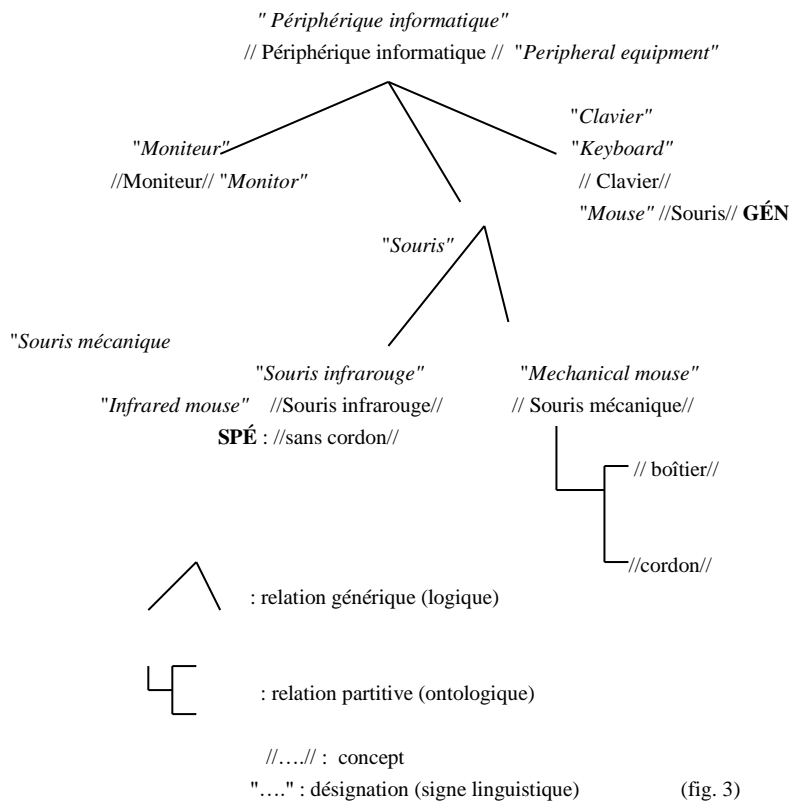 " Périphérique informatique"
// Périphérique informatique // "Peripheral equipment"
"Clavier"
"Moniteur"
"Keyboard"
//Moniteur// "Monitor"
// Clavier//
"Mouse" //Souris// GÉN
"Souris"
"Souris mécanique
"Souris infrarouge"
"Mechanical mouse"
"Infrared mouse" //Souris infrarouge//
// Souris mécanique//
SPÉ : //sans cordon//
// boîtier//
//cordon//
: relation générique (logique)
: relation partitive (ontologique)
//….// : concept
"…." : désignation (signe linguistique) (fig. 3)